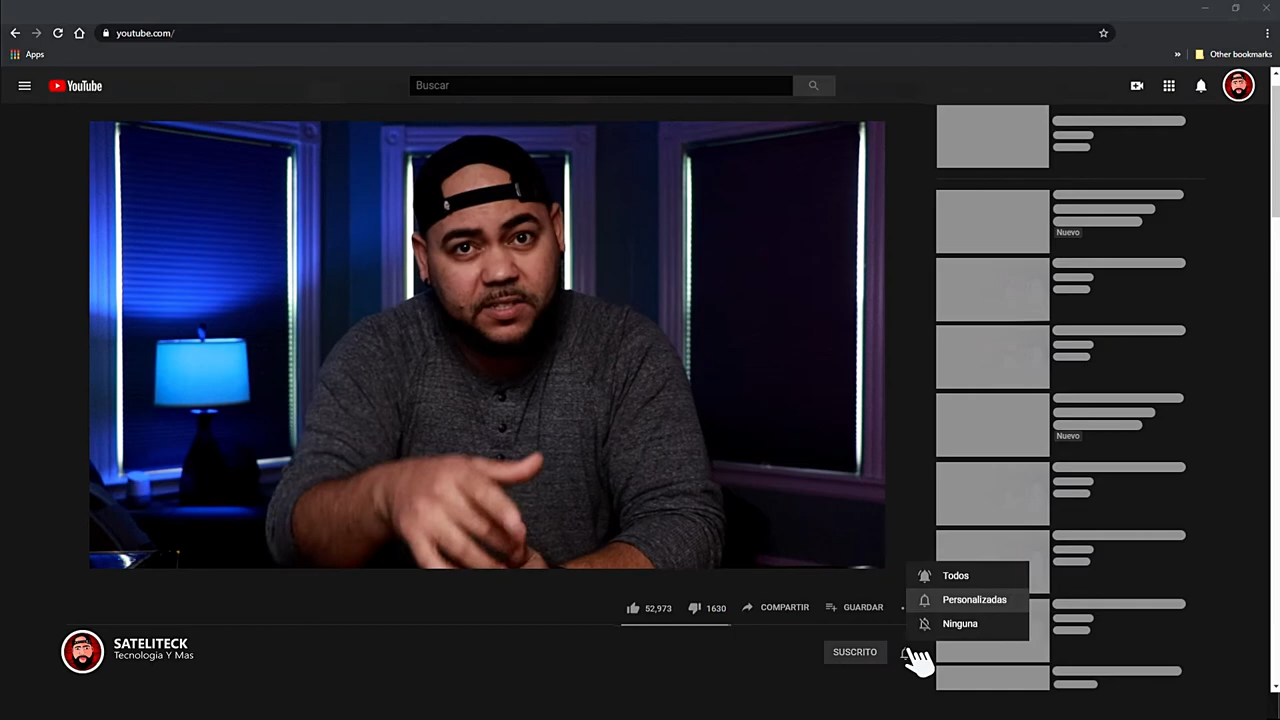 youtube.com/
Apps
»
Other bookmarks
YouTube
Buscar
Nuevo
Nuevo
Todos
Personalizadas
Ninguna
52,973
1630
COMPARTIR
GUARDAR
SATELITECK
Tecnologia Y Mas
SUSCRITO